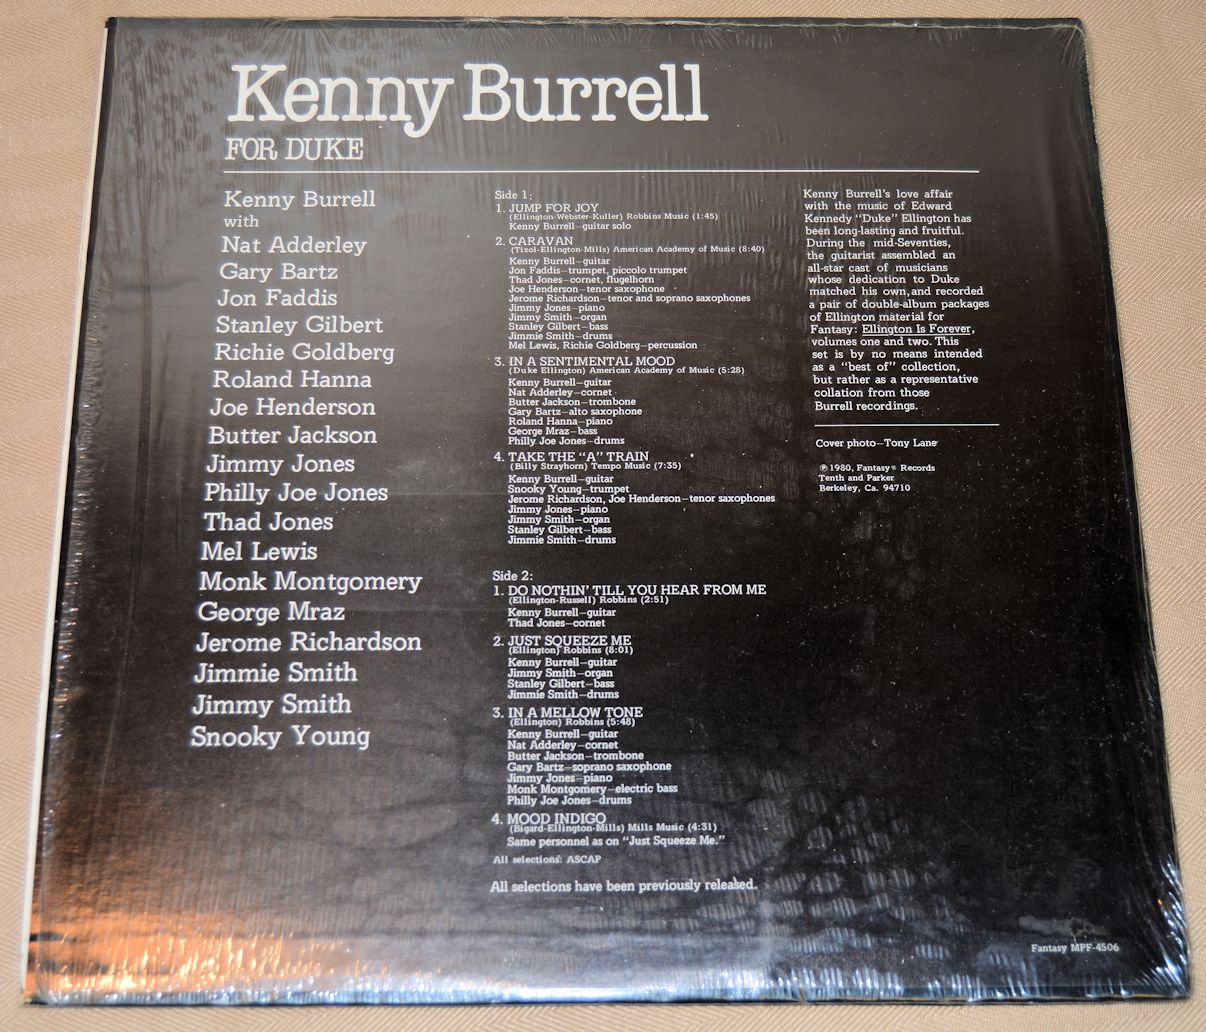 Kenny Burrell
FOR DUKE
Kenny Burrell
with
Nat Adderley
Gary Bartz
Jon Faddis
Stanley Gilbert
Richie Goldberg
Roland Hanna
Joe Henderson
Butter Jackson
Jimmy Jones
Philly Joe Jones
Thad Jones
Mel Lewis
Monk Montgomery
George Mraz
Jerome Richardson
Jimmie Smith
Jimmy Smith
Snooky Young
Side 1:
1. JUMP FOR JOY
(Ellington-Webster-Kuller) Robbins Music (1:45)
Kenny Burrell—guitar solo
2. CARAVAN
(Tizol-Ellington-Mills) American Academy of Music (8:40)
Kenny Burrell—guitar
Jon Faddis—trumpet, piccolo trumpet
Thad Jones—cornet, flugelhorn
Joe Henderson—tenor saxophone
Jerome Richardson—tenor and soprano saxophones
Jimmy Jones—piano
Jimmy Smith—organ
Stanley Gilbert—bass
Jimmie Smith—drums
Mel Lewis, Richie Goldberg—percussion
3. IN A SENTIMENTAL MOOD
(Duke Ellington) American Academy of Music (5:28)
Kenny Burrell—guitar
Nat Adderley—cornet
Butter Jackson—trombone
Gary Bartz—alto saxophone
Roland Hanna—piano
George Mraz—bass
Philly Joe Jones—drums
4. TAKE THE “A” TRAIN
(Billy Strayhorn) Tempo Music (7:35)
Kenny Burrell—guitar
Snooky Young—trumpet
Jerome Richardson, Joe Henderson—tenor saxophones
Jimmy Jones—piano
Jimmy Smith—organ
Stanley Gilbert—bass
Jimmie Smith—drums
Side 2:
1. DO NOTHIN’ TILL YOU HEAR FROM ME
(Ellington-Russell) Robbins (2:51)
Kenny Burrell—guitar
Thad Jones—cornet
2. JUST SQUEEZE ME
(Ellington) Robbins (8:01)
Kenny Burrell—guitar
Jimmy Smith—organ
Stanley Gilbert—bass
Jimmie Smith—drums
3. IN A MELLOW TONE
(Ellington) Robbins (5:48)
Kenny Burrell—guitar
Nat Adderley—cornet
Butter Jackson—trombone
Gary Bartz—soprano saxophone
Jimmy Jones—piano
Monk Montgomery—electric bass
Philly Joe Jones—drums
4. MOOD INDIGO
(Bigard-Ellington-Mills) Mills Music (4:31)
Same personnel as on “Just Squeeze Me.”
All selections: ASCAP
All selections have been previously released.
Kenny Burrell’s love affair
with the music of Edward
Kennedy “Duke” Ellington has
been long-lasting and fruitful.
During the mid-Seventies,
the guitarist assembled an
all-star cast of musicians
whose dedication to Duke
matched his own, and recorded
a pair of double-album packages
of Ellington material for
Fantasy: Ellington Is Forever,
volumes one and two. This
set is by no means intended
as a “best of” collection,
but rather as a representative
collation from those
Burrell recordings.
Cover photo—Tony Lane
℗ 1980, Fantasy® Records
Tenth and Parker
Berkeley, Ca. 94710
Fantasy MPF-4506